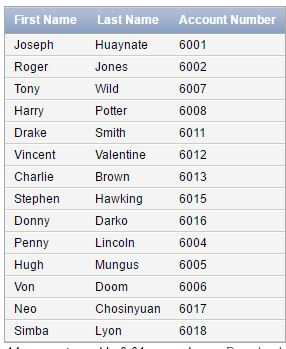 First Name Last Name Account Number
Joseph Huaynate 6001
Roger Jones 6002
Tony Wild 6007
Harry Potter 6008
Drake Smith 6011
Vincent Valentine 6012
Charlie Brown 6013
Stephen Hawking 6015
Donny Darko 6016
Penny Lincoln 6004
Hugh Mungus 6005
Von Doom 6006
Neo Chosinyuan 6017
Simba Lyon 6018